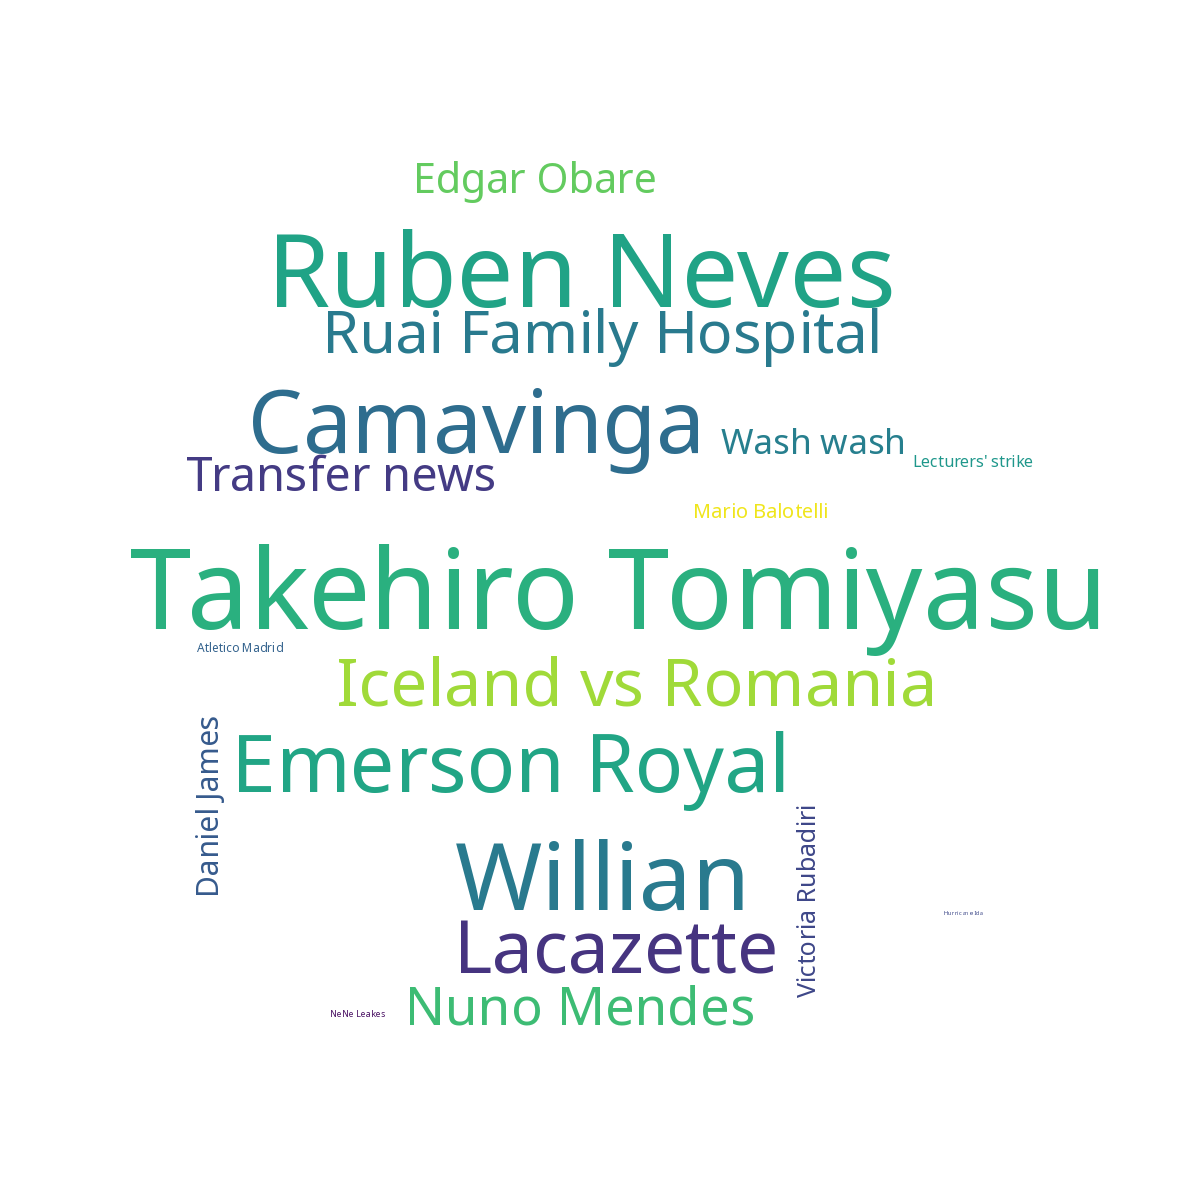 Edgar Obare
Ruben Neves
Ruai Family Hospital
Camavinga
Wash wash
Lecturers' strike
Transfer news
Mario Balotelli
Takehiro Tomiyasu
Atletico Madrid
Iceland vs Romania
Daniel James
Emerson Royal
Willian
Victoria Rubadiri
Hurricane Ida
Lacazette
NeNe Leakes
Nuno Mendes